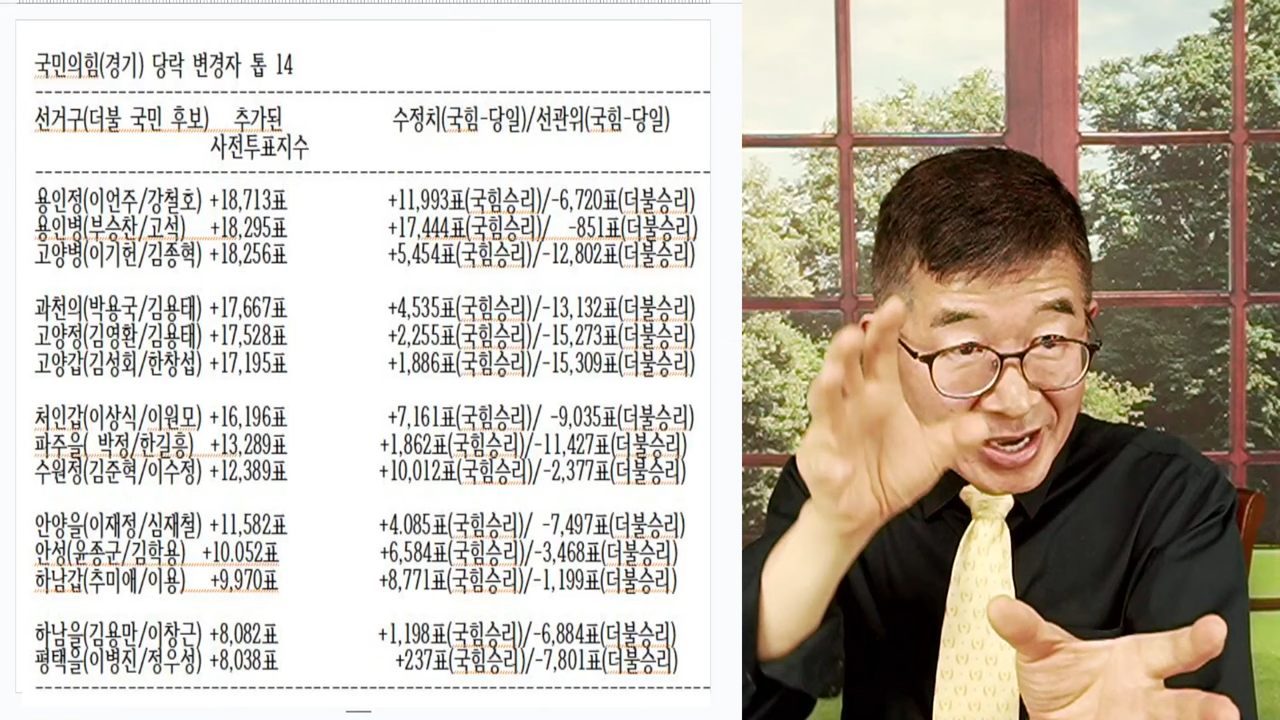 국민의힘(경기) 당락 변경자 톱 14
선거구(더불 국민 후보) 추가된 수정치(국힘-당일)/선관위(국힘-당일)
사전투표지수
용인정(이언주/강철호) +18,713표 +11,993표(국힘승리)/-6,720표(더불승리)
용인병(부승찬/고석) +18,295표 +17,444표(국힘승리)/ -851표(더불승리)
고양병(이기헌/김종혁) +18,256표 +5,454표(국힘승리)/-12,802표(더불승리)
과천의(박용국/김용태) +17,667표 +4,535표(국힘승리)/-13,132표(더불승리)
고양정(김영환/김용태) +17,528표 +2,255표(국힘승리)/-15,273표(더불승리)
고양갑(김성회/한창섭) +17,195표 +1,886표(국힘승리)/-15,309표(더불승리)
처인갑(이상식/이원모) +16,196표 +7,161표(국힘승리)/ -9,035표(더불승리)
파주을( 박정/한길룡) +13,289표 +1,862표(국힘승리)/-11,427표(더불승리)
수원정(김준혁/이수정) +12,389표 +10,012표(국힘승리)/-2,377표(더불승리)
안양을(이재정/심재철) +11,582표 +4.085표(국힘승리)/ -7,497표(더불승리)
안성(윤종군/김학용) +10.052표 +6,584표(국힘승리)/-3,468표(더불승리)
하남갑(추미애/이용) +9,970표 +8,771표(국힘승리)/-1,199표(더불승리)
하남을(김용만/이창근) +8,082표 +1,198표(국힘승리)/-6,884표(더불승리)
평택을(이병진/정우성) +8,038표 +237표(국힘승리)/-7,801표(더불승리)